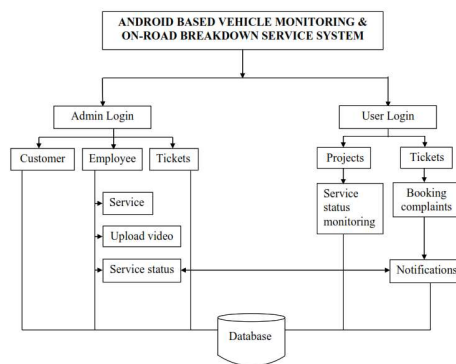 ANDROID BASED VEHICLE MONITORING &
ON-ROAD BREAKDOWN SERVICE SYSTEM
Admin Login
User Login
Customer
Employee
Tickets
Projects
Tickets
Service
Upload video
Service status
Service
status
monitoring
Booking
complaints
Notifications
Database